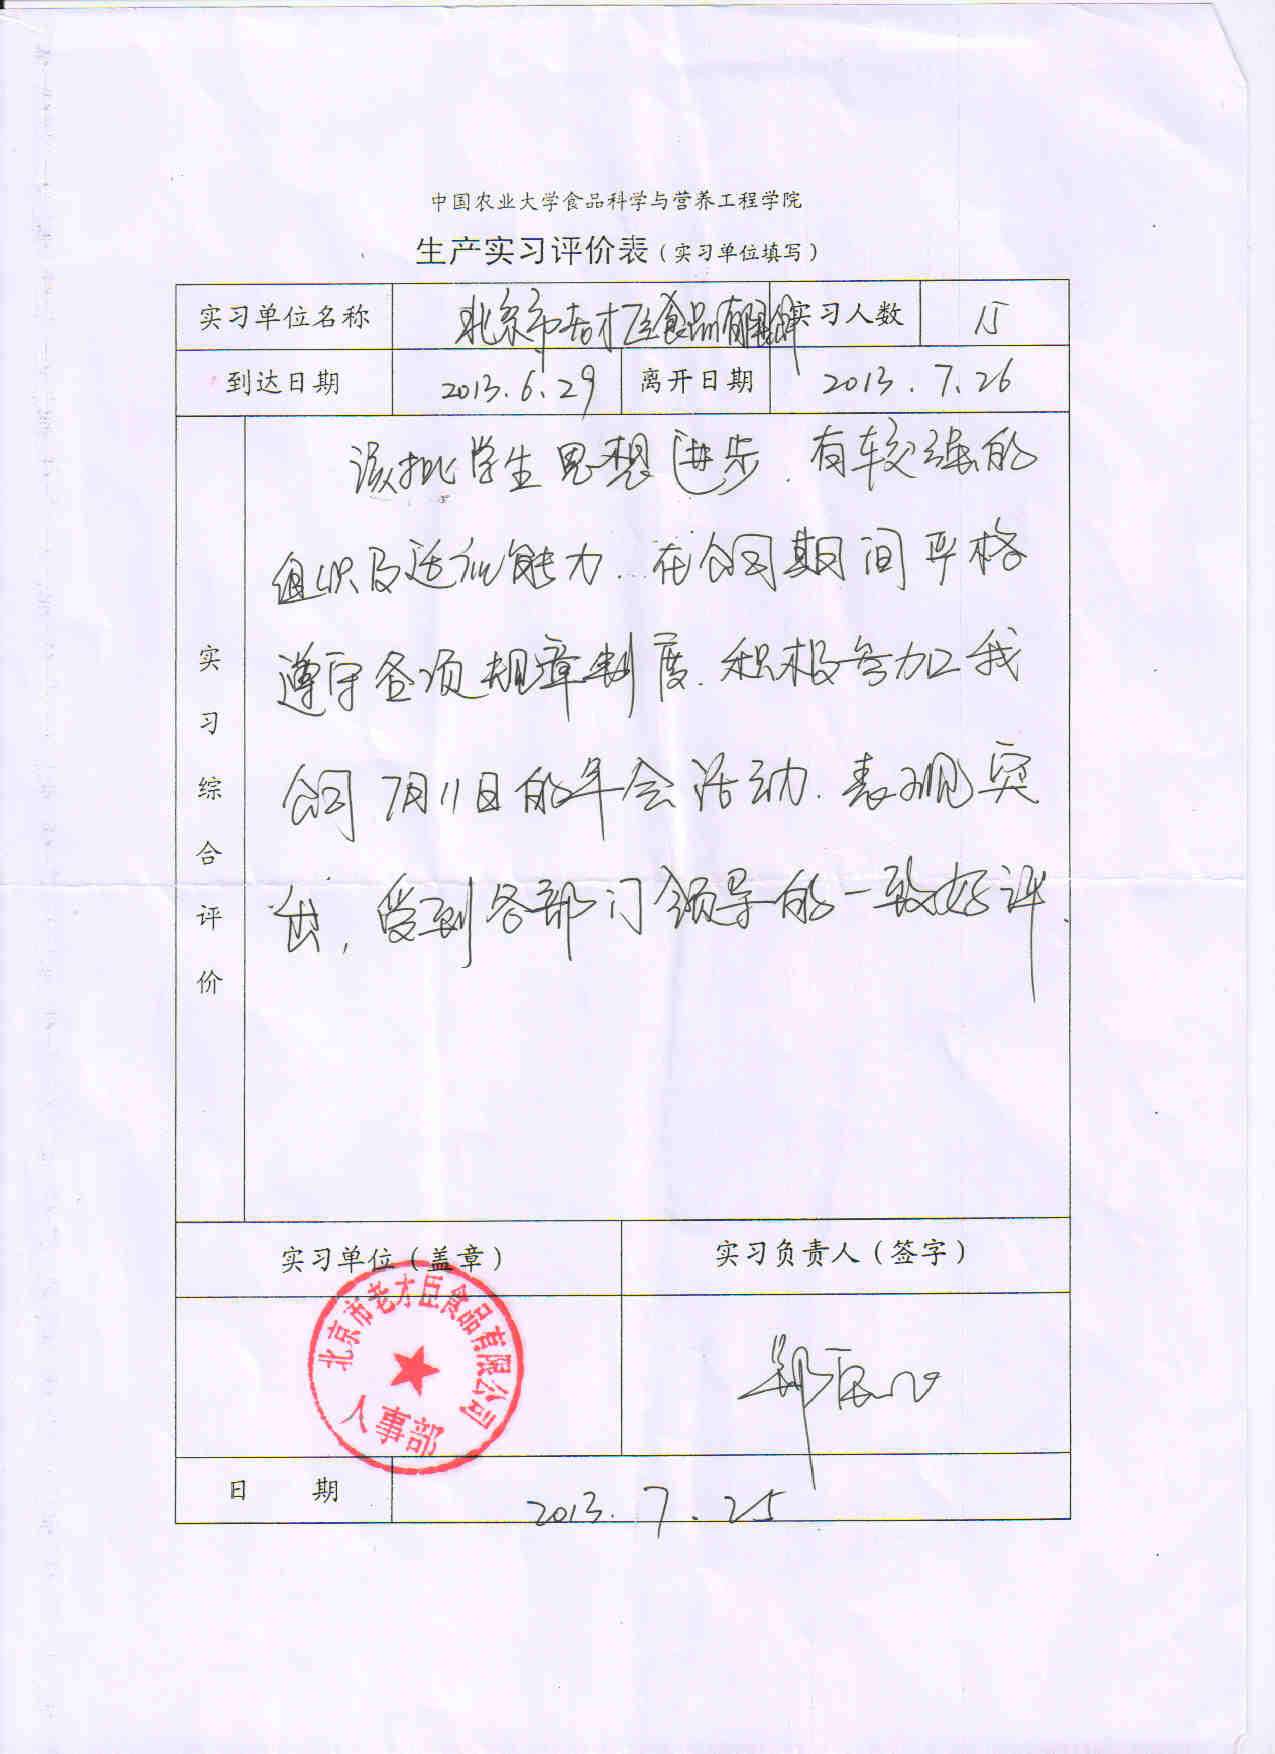 中国农业大学食品科学与营养工程学院
生产实习评价表（实习单位填写）
实习单位名称 北京市老才臣食品有限公司 实习人数 15
到达日期 2013.6.29 离开日期 2013.7.26
实习综合评价
该批学生思想进步.有较强的
组织及适应能力.在公司期间严格
遵守各项规章制度.积极参加我
公司7月11日的年会活动.表现突
出,受到各部门领导的一致好评.
实习单位（盖章） 实习负责人（签字）
北京市老才臣食品有限公司
人事部
日 期 2013.7.25